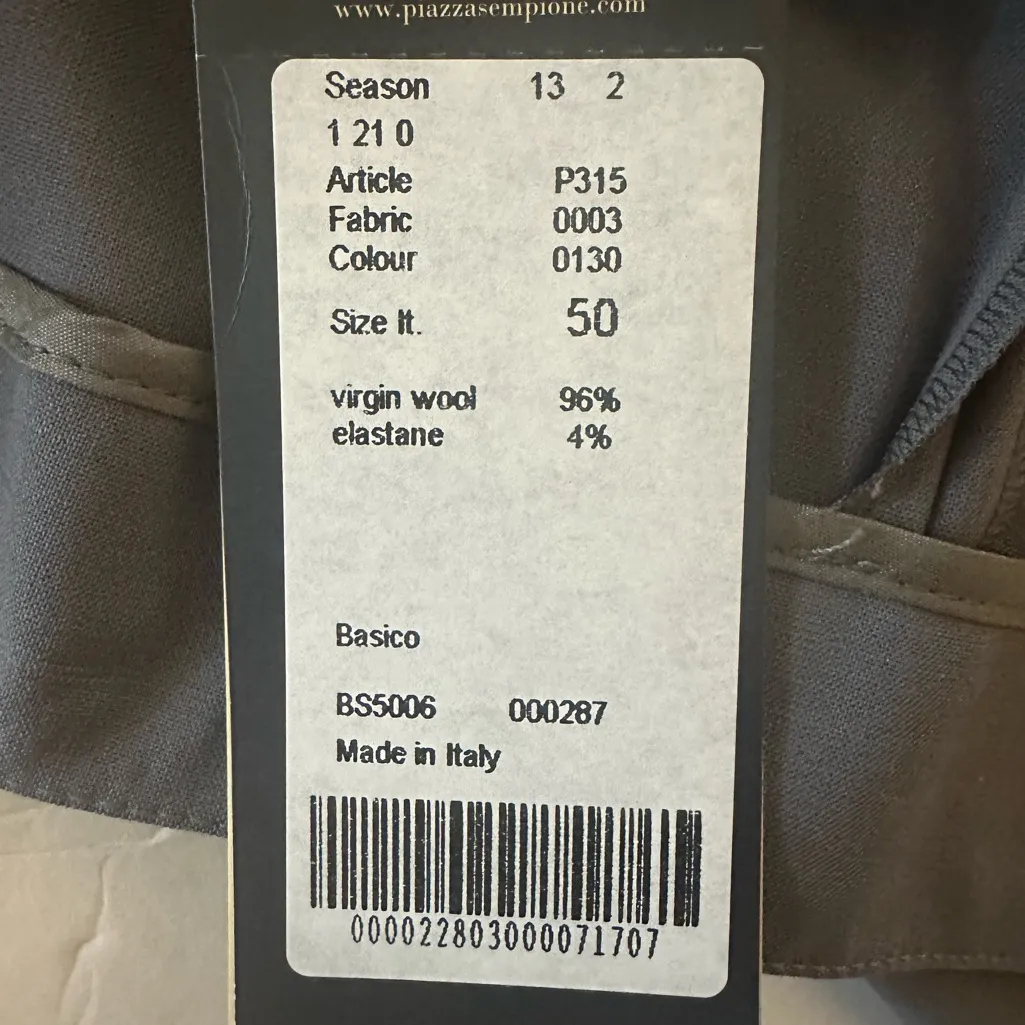 www.piazzasempione.com
Season 13 2
1 21 0
Article P315
Fabric 0003
Colour 0130
Size It. 50
virgin wool 96%
elastane 4%
Basico
BS5006 000287
Made in Italy
000022803000071707